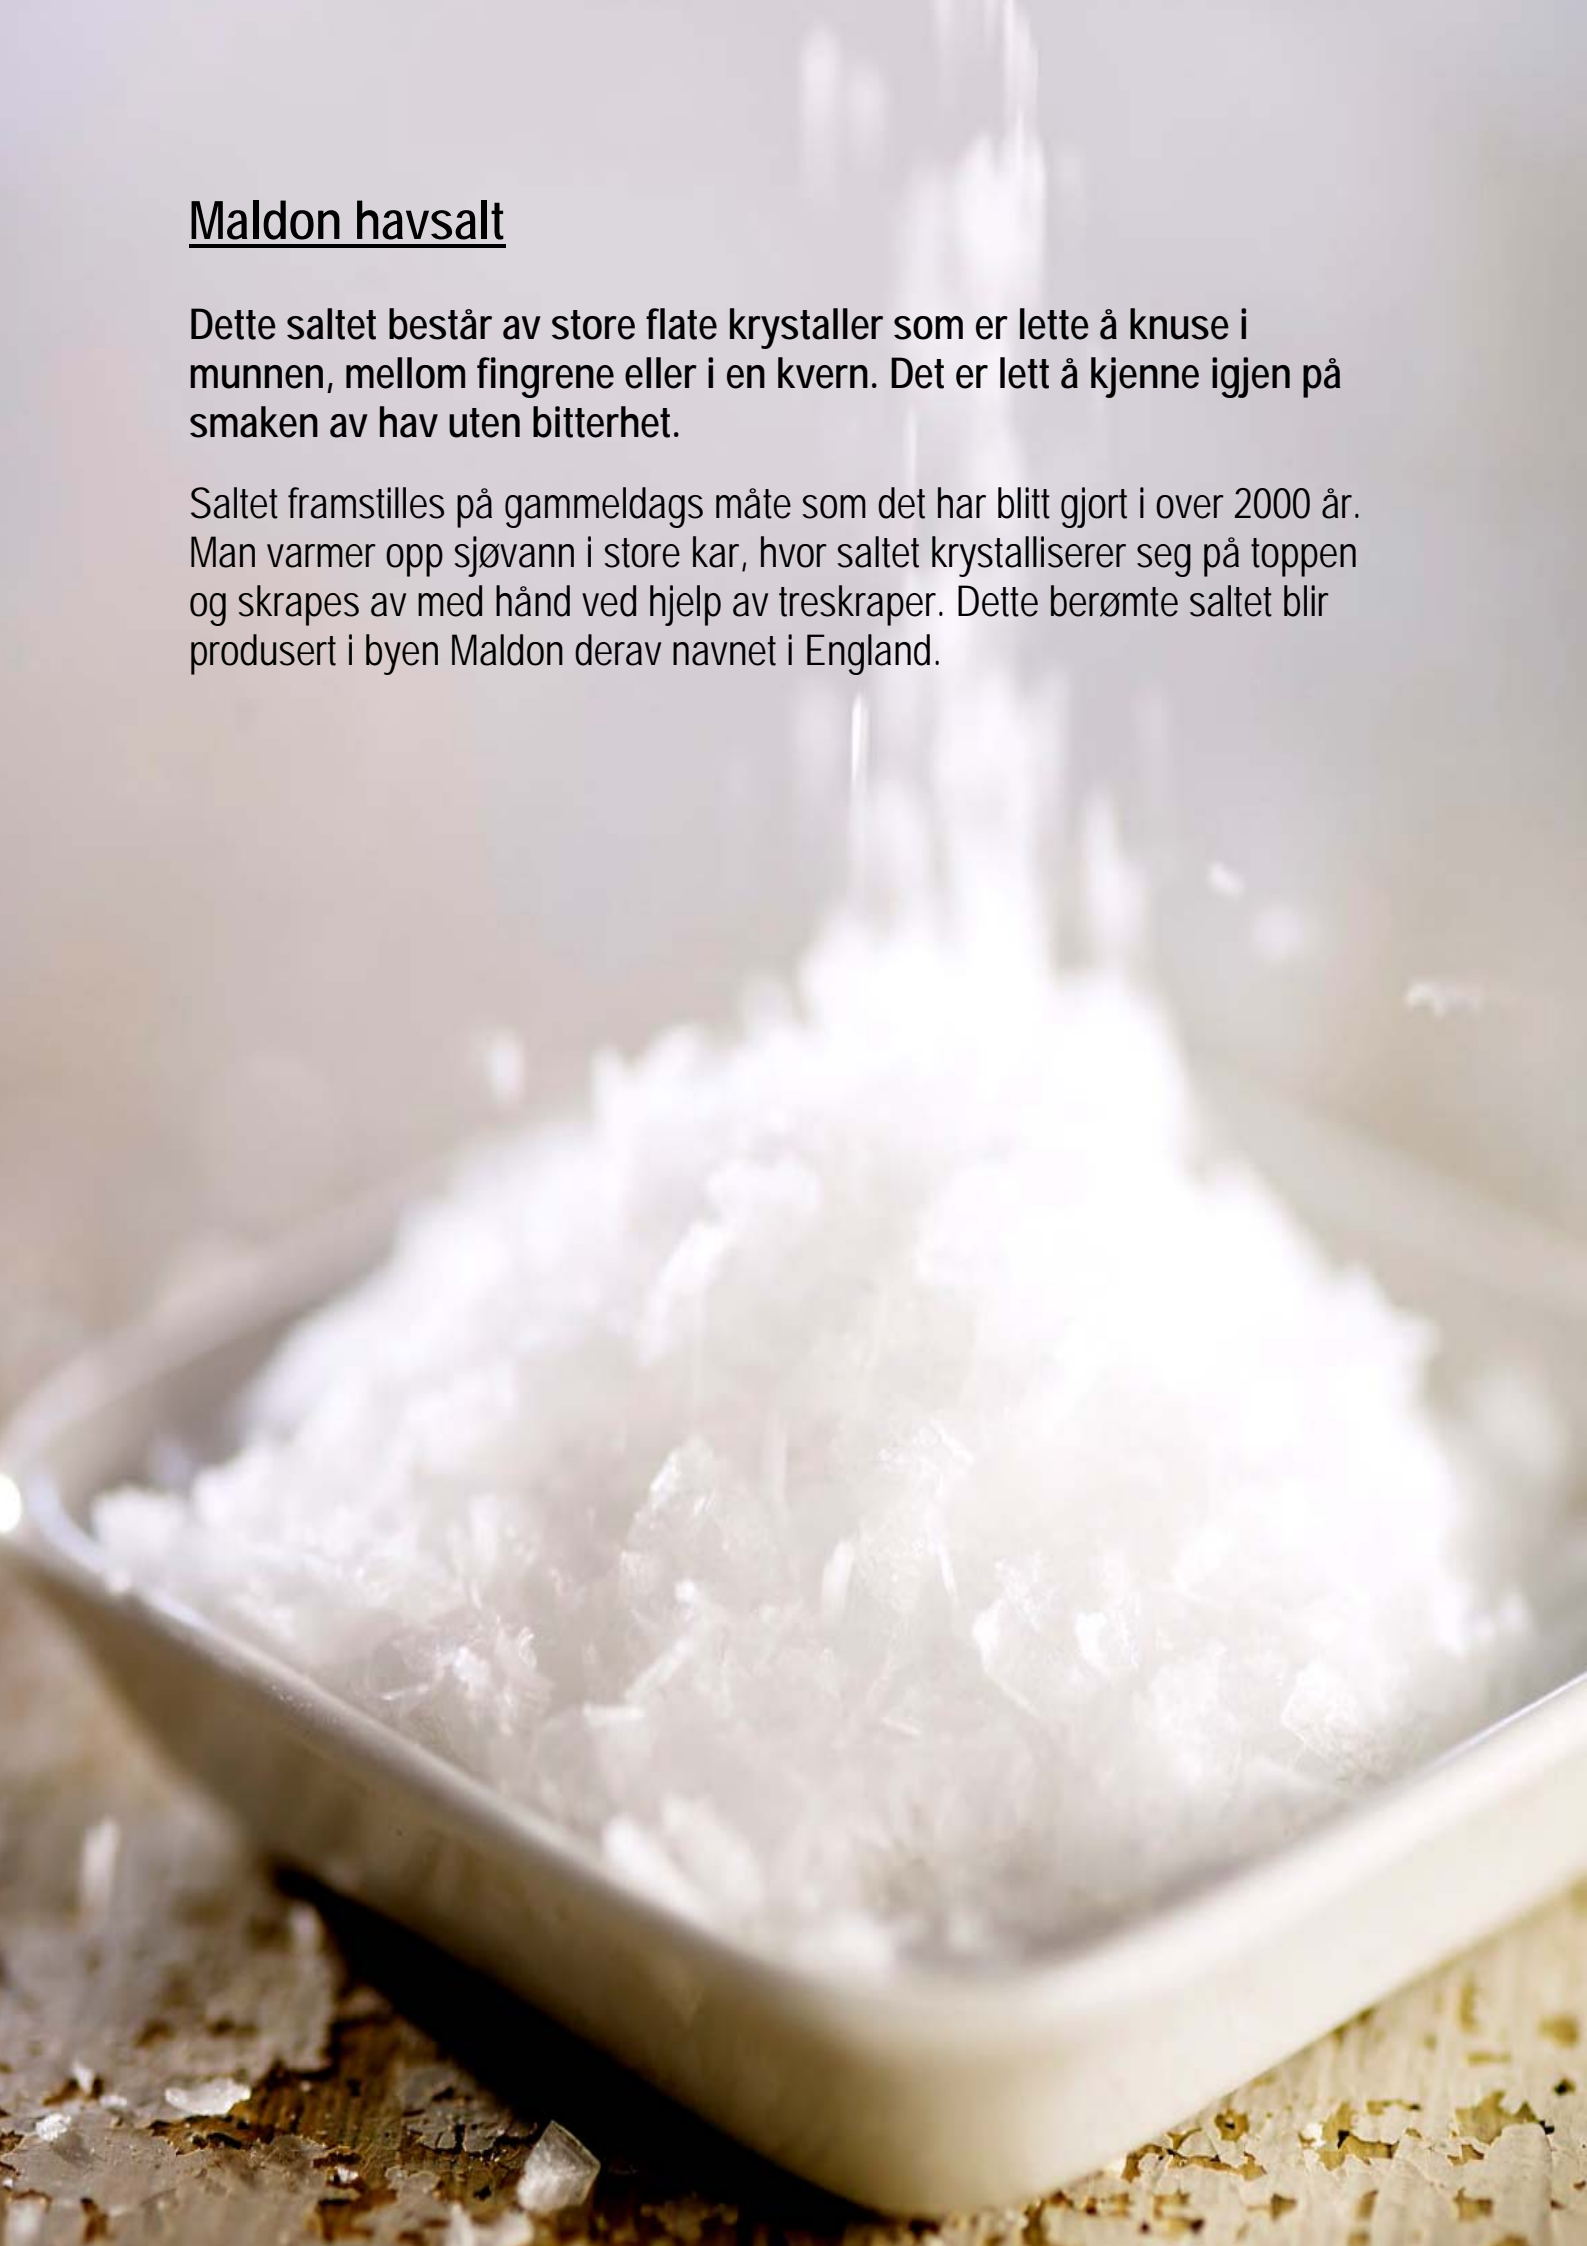 Maldon havsalt
Dette saltet består av store flate krystaller som er lette å knuse i
munnen, mellom fingrene eller i en kvern. Det er lett å kjenne igjen på
smaken av hav uten bitterhet.
Saltet framstilles på gammeldags måte som det har blitt gjort i over 2000 år.
Man varmer opp sjøvann i store kar, hvor saltet krystalliserer seg på toppen
og skrapes av med hånd ved hjelp av treskraper. Dette berømte saltet blir
produsert i byen Maldon derav navnet i England.